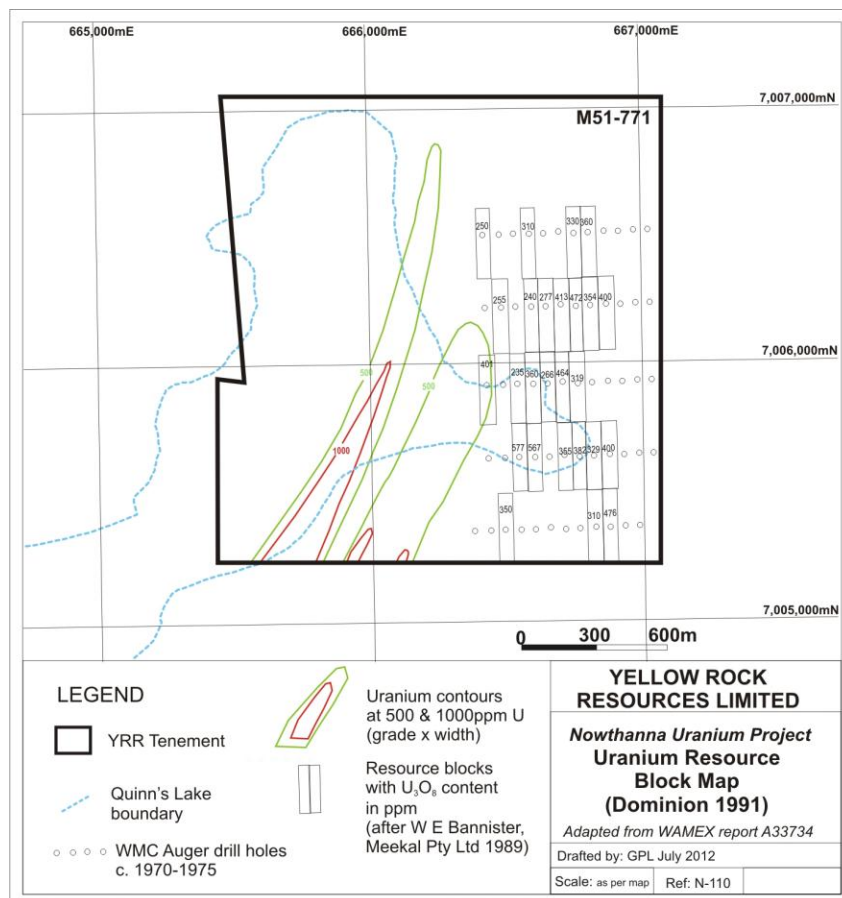 665,000mE 666,000mE 667,000mE
7,007,000mN
M51-771
250 310 330 360
255 240 277 413 472 354 400
7,006,000mN
500 500
401 235 360 266 464 319
1000
577 567 355 382 329 400
350 310 476
7,005,000mN
0 300 600m
LEGEND
YRR Tenement
Quinn's Lake
boundary
WMC Auger drill holes
c. 1970-1975
Uranium contours
at 500 & 1000ppm U
(grade x width)
Resource blocks
with U₃O₈ content
in ppm
(after W E Bannister,
Meekal Pty Ltd 1989)
YELLOW ROCK
RESOURCES LIMITED
Nowthanna Uranium Project
Uranium Resource
Block Map
(Dominion 1991)
Adapted from WAMEX report A33734
Drafted by: GPL July 2012
Scale: as per map Ref: N-110